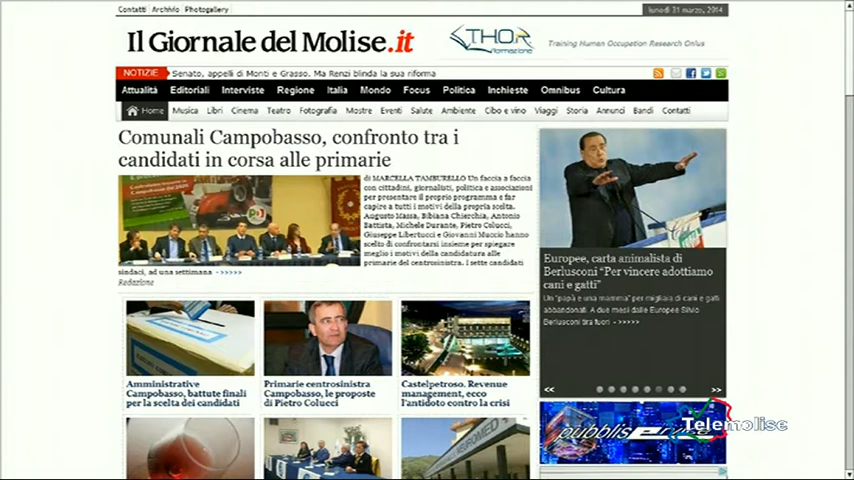 Contatti Archivio Photogallery
lunedì 31 marzo, 2014
Il Giornale del Molise.it
THOR
formazione
Training Human Occupation Research Onlus
NOTIZIE
Senato, appelli di Monti e Grasso. Ma Renzi blinda la sua riforma
Attualità Editoriali Interviste Regione Italia Mondo Focus Politica Inchieste Omnibus Cultura
Home Musica Libri Cinema Teatro Fotografia Mostre Eventi Salute Ambiente Cibo e vino Viaggi Storia Annunci Bandi Contatti
Comunali Campobasso, confronto tra i
candidati in corsa alle primarie
di MARCELLA TAMBURELLO Un faccia a faccia
con cittadini, giornalisti, politica e associazioni
per presentare il proprio programma e far
capire a tutti i motivi della propria scelta.
Augusto Massa, Bibiana Chierchia, Antonio
Battista, Michele Durante, Pietro Colucci,
Giuseppe Libertucci e Giovanni Muccio hanno
scelto di confrontarsi insieme per spiegare
meglio i motivi della candidatura alle
primarie del centrosinistra. I sette candidati
sindaci, ad una settimana ->>>>>
Redazione
PD
Europee, carta animalista di
Berlusconi "Per vincere adottiamo
cani e gatti"
Un "papà e una mamma" per migliaia di cani e gatti
abbandonati. A due mesi dalle Europee Silvio
Berlusconi tira fuori ->>>>>
<< >>
Amministrative
Campobasso, battute finali
per la scelta dei candidati
Primarie centrosinistra
Campobasso, le proposte
di Pietro Colucci
Castelpetroso. Revenue
management, ecco
l'antidoto contro la crisi
NEUROMED
pubbliservice
Telemolise